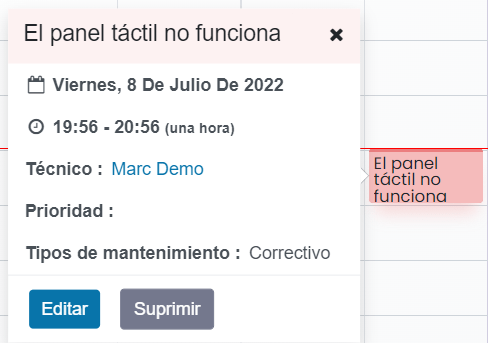 El panel táctil no funciona
Viernes, 8 De Julio De 2022
19:56 - 20:56 (una hora)
Técnico : Marc Demo
Prioridad :
Tipos de mantenimiento : Correctivo
Editar Suprimir
El panel
táctil no
funciona